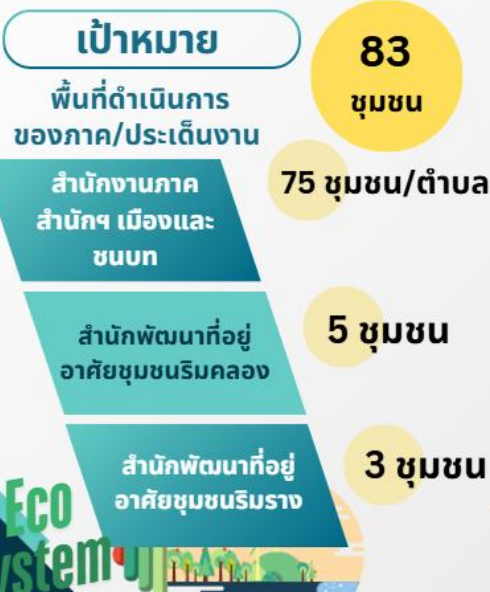 เป้าหมาย
83
ชุมชน
พื้นที่ดำเนินการ
ของภาค/ประเด็นงาน
สำนักงานภาค
สำนักฯ เมืองและ
ชนบท
75 ชุมชน/ตำบล
สำนักพัฒนาที่อยู่
อาศัยชุมชนริมคลอง
5 ชุมชน
สำนักพัฒนาที่อยู่
อาศัยชุมชนริมราง
3 ชุมชน
Eco
ystem